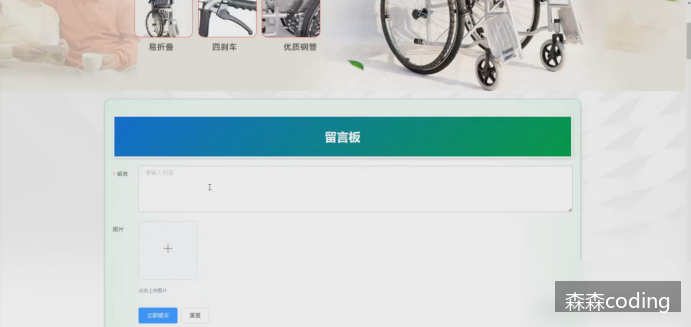 易折叠 四刹车 优质钢管
留言板
* 留言 请输入内容
图片
点击上传图片
立即提交 重置
森森coding